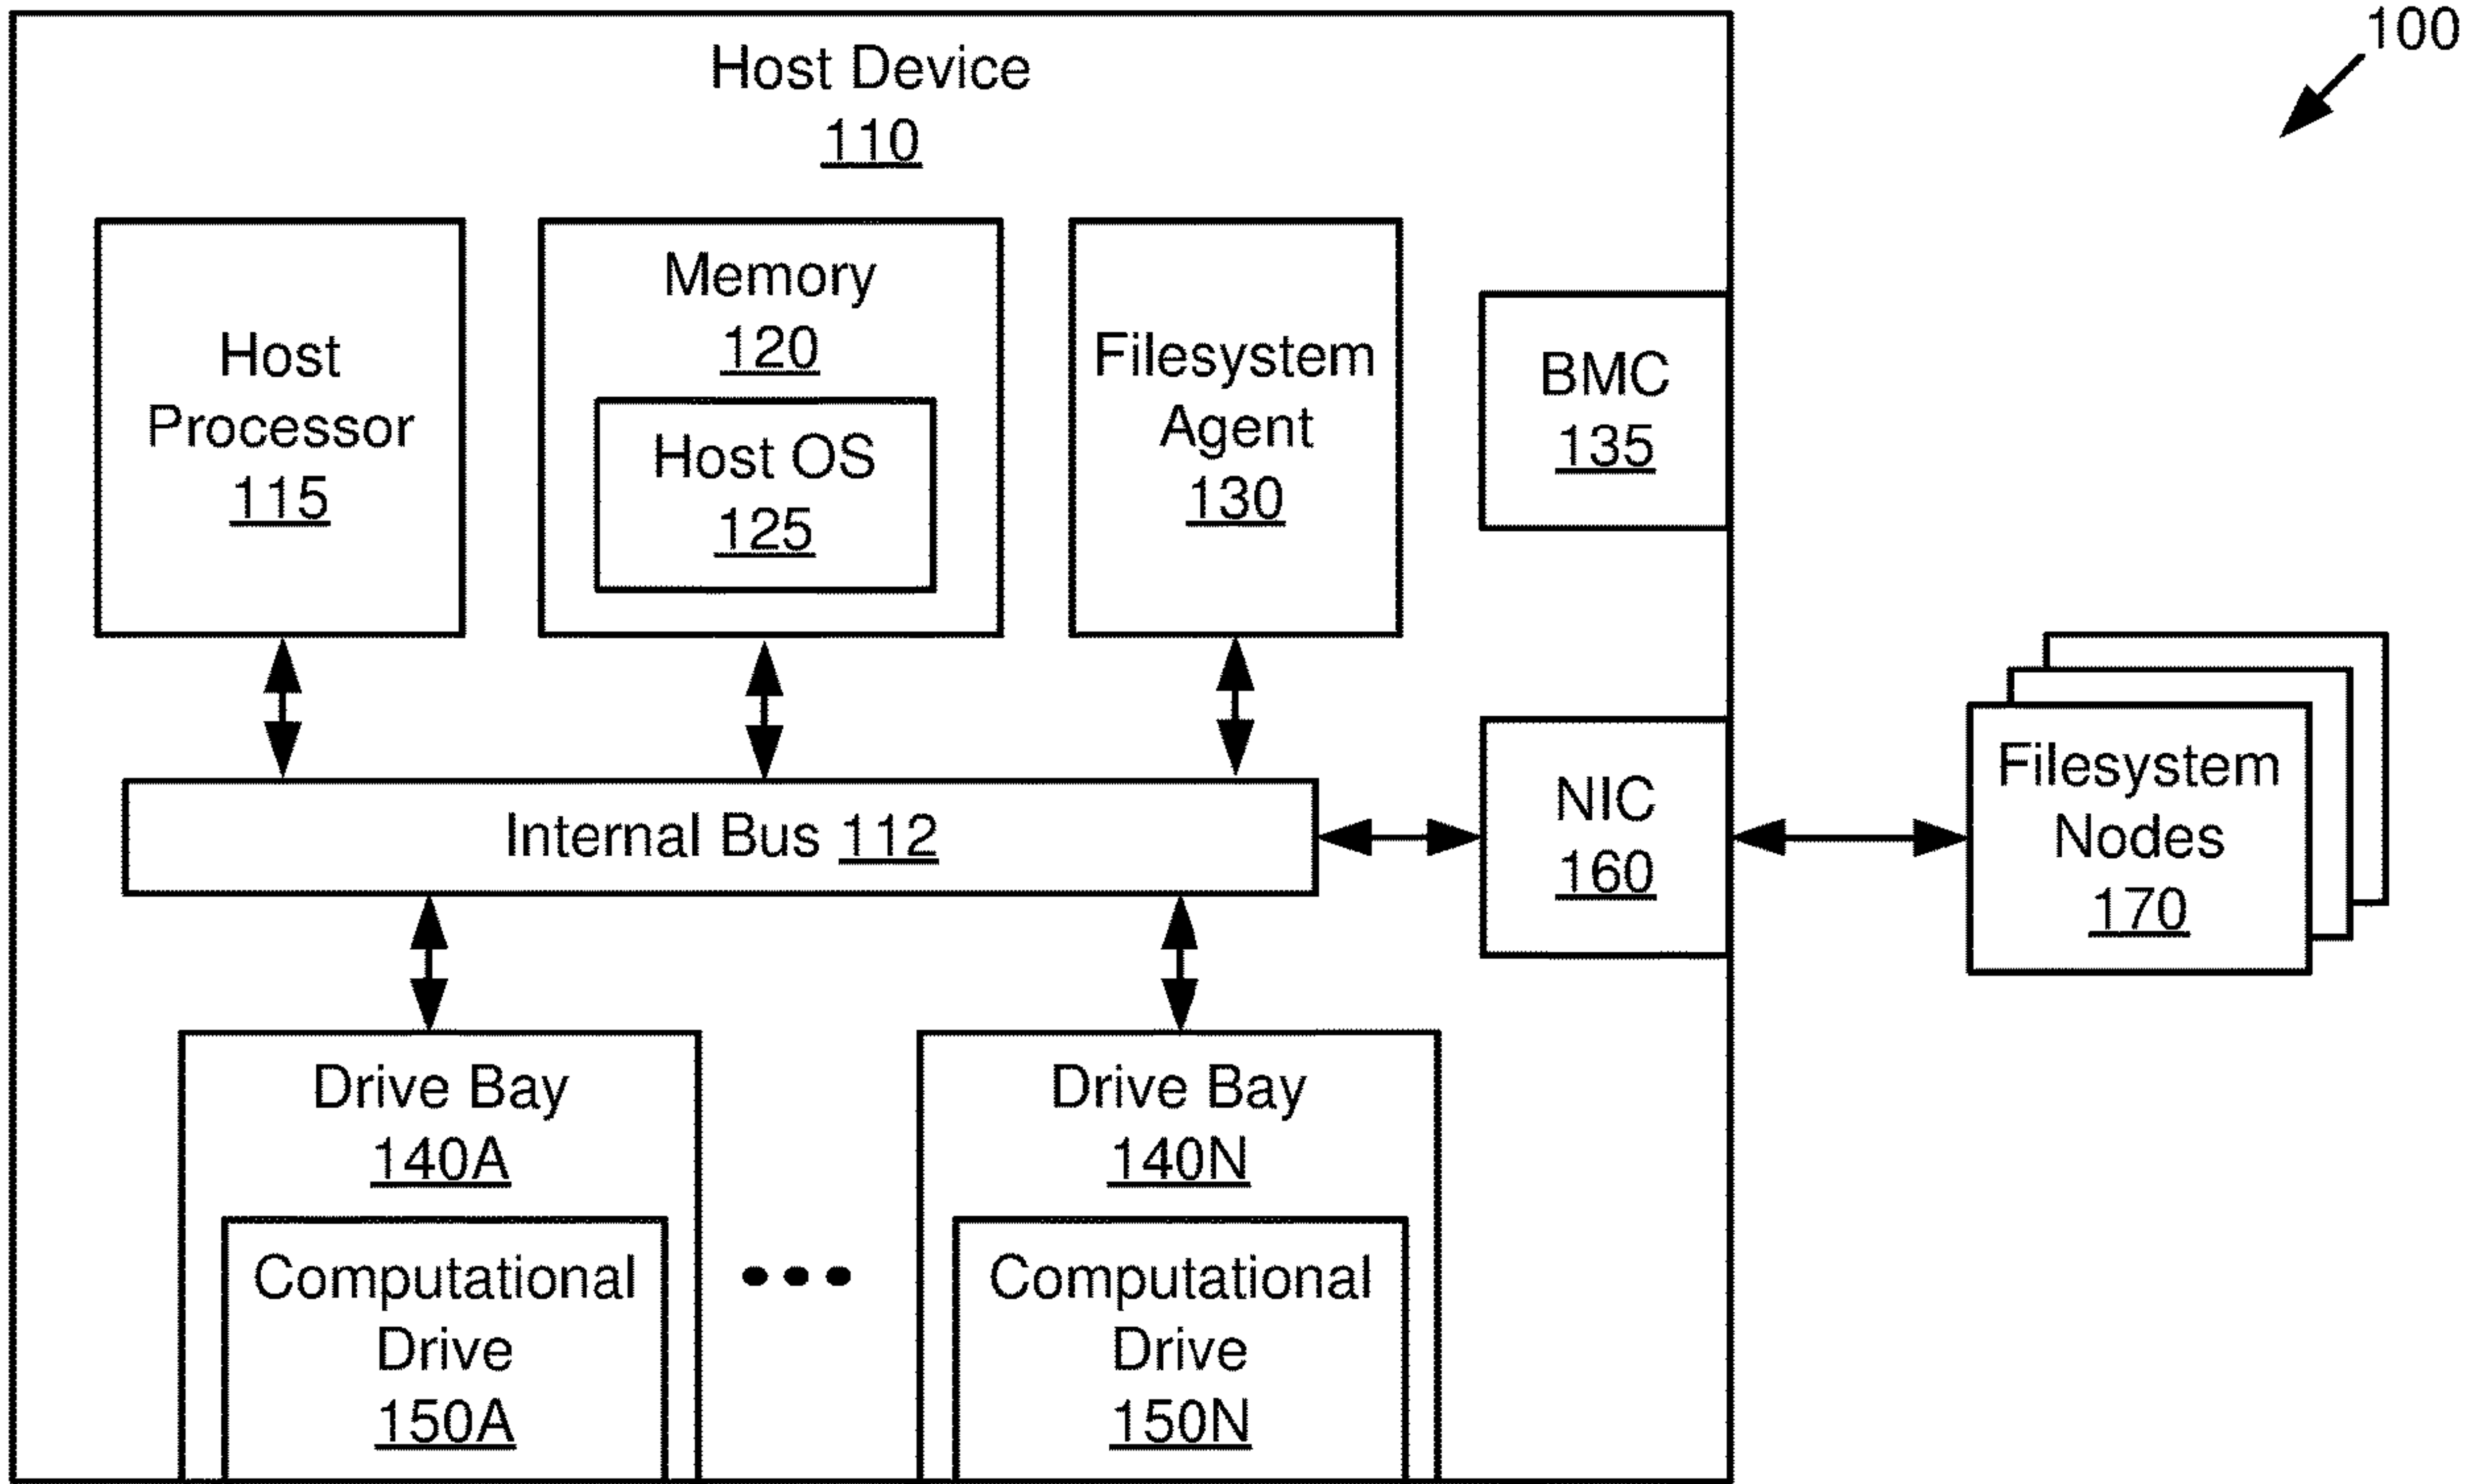 100
Host Device
110
Host
Processor
115
Memory
120
Host OS
125
Filesystem
Agent
130
BMC
135
Internal Bus 112
NIC
160
Filesystem
Nodes
170
Drive Bay
140A
Computational
Drive
150A
Drive Bay
140N
Computational
Drive
150N